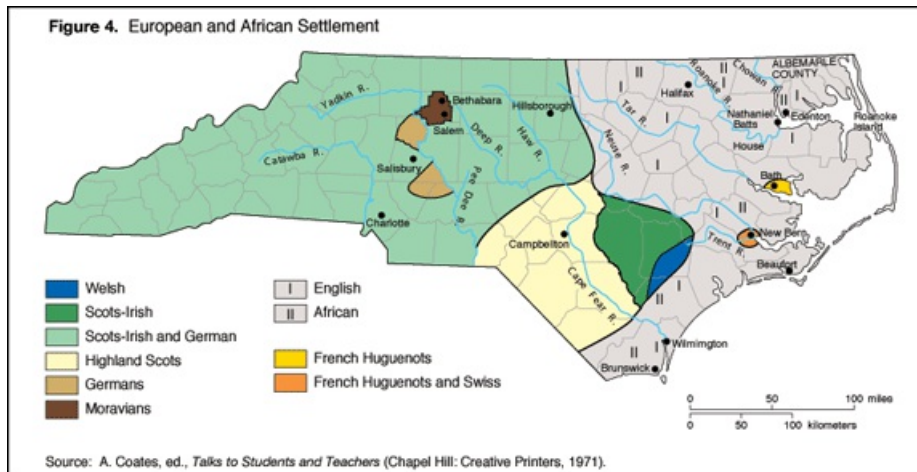 Figure 4. European and African Settlement
ALBEMARLE
COUNTY
Chowan R.
Roanoke R.
Halifax
Edenton
Roanoke
Island
Nathaniel
Batts
House
Tar R.
Neuse R.
Bath
New Bern
Trent R.
Beaufort
Yadkin R.
Bethabara
Salem
Hillsborough
Deep R.
Haw R.
Catawba R.
Salisbury
Pee Dee R.
Charlotte
Campbellton
Cape Fear R.
Wilmington
Brunswick
I
II
Welsh
Scots-Irish
Scots-Irish and German
Highland Scots
Germans
Moravians
I English
II African
French Huguenots
French Huguenots and Swiss
0 50 100 miles
0 50 100 kilometers
Source: A. Coates, ed., Talks to Students and Teachers (Chapel Hill: Creative Printers, 1971).